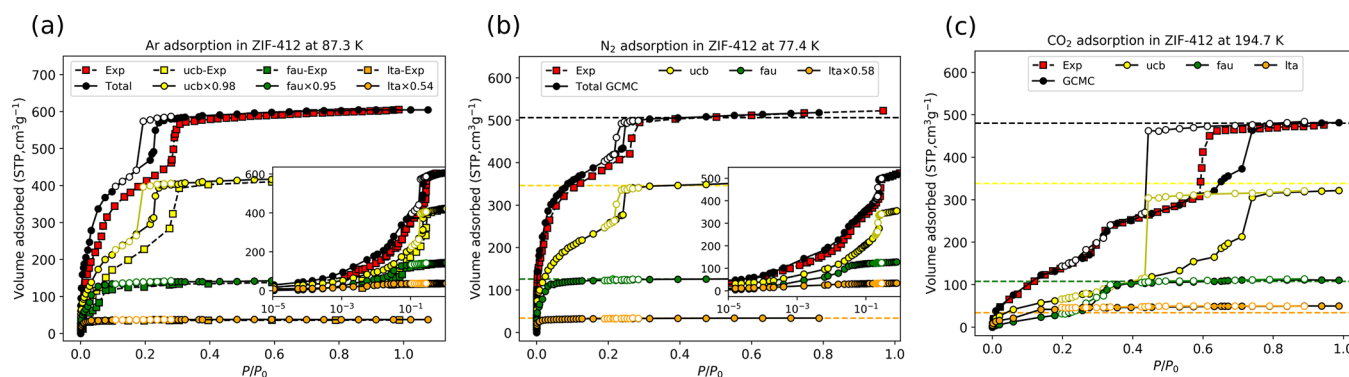 (a)
Ar adsorption in ZIF-412 at 87.3 K
Volume adsorbed (STP,cm³g⁻¹)
700
600
500
400
300
200
100
0
Exp
Total
ucb-Exp
ucb×0.98
fau-Exp
fau×0.95
lta-Exp
lta×0.54
600
400
200
0
10⁻⁵
10⁻³
10⁻¹
0.0
0.2
0.4
0.6
0.8
1.0
P/P₀
(b)
N₂ adsorption in ZIF-412 at 77.4 K
Volume adsorbed (STP,cm³g⁻¹)
600
500
400
300
200
100
0
Exp
Total GCMC
ucb
fau
lta×0.58
500
400
300
200
100
0
10⁻⁵
10⁻³
10⁻¹
0.0
0.2
0.4
0.6
0.8
1.0
P/P₀
(c)
CO₂ adsorption in ZIF-412 at 194.7 K
Volume adsorbed (STP,cm³g⁻¹)
600
500
400
300
200
100
0
Exp
GCMC
ucb
fau
lta
0.0
0.2
0.4
0.6
0.8
1.0
P/P₀